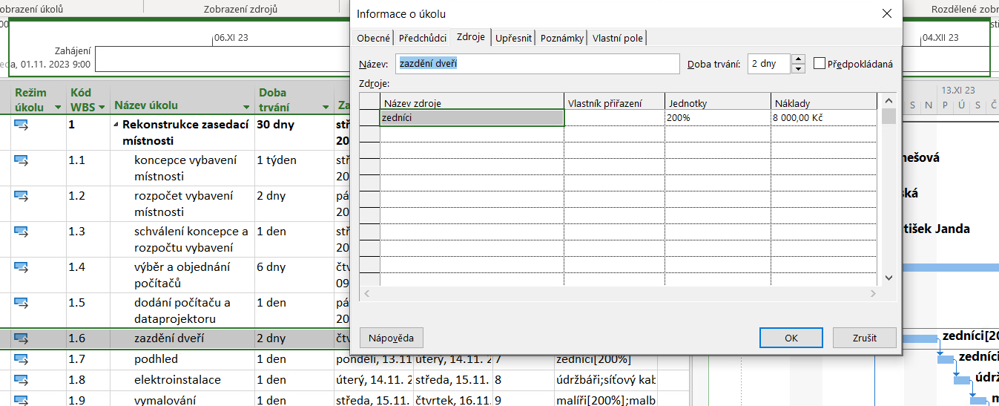 obrazení úkolů
Zobrazení zdrojů
Rozdělené zobr
06.XI 23
04.XII 23
Zahájení
eda, 01.11. 2023 9:00
Informace o úkolu
Obecné
Předchůdci
Zdroje
Upřesnit
Poznámky
Vlastní pole
Název:
zazdění dveří
Doba trvání:
2 dny
Předpokládaná
Zdroje:
Název zdroje
Vlastník přiřazení
Jednotky
Náklady
zedníci
200%
8 000,00 Kč
Nápověda
OK
Zrušit
Režim
úkolu
Kód
WBS
Název úkolu
Doba
trvání
Za
13.XI 23
S N P Ú S Č
1
Rekonstrukce zasedací
místnosti
30 dny
stř
20
1.1
koncepce vybavení
místnosti
1 týden
stř
20
nešová
1.2
rozpočet vybavení
místnosti
2 dny
pá
20
ská
1.3
schválení koncepce a
rozpočtu vybavení
1 den
stř
20
tišek Janda
1.4
výběr a objednání
počítačů
6 dny
čtv
09
1.5
dodání počítaču a
dataprojektoru
1 den
pá
20
1.6
zazdění dveří
2 dny
čtv
zedníci[20
1.7
podhled
1 den
pondělí, 13.11
úterý, 14.11. 2
7
zedníci[200%]
zedníci
1.8
elektroinstalace
1 den
úterý, 14.11. 2
středa, 15.11.
8
údržbáři;síťový kab
údrž
1.9
vymalování
1 den
středa, 15.11.
čtvrtek, 16.11.
9
malíři[200%];malb
m